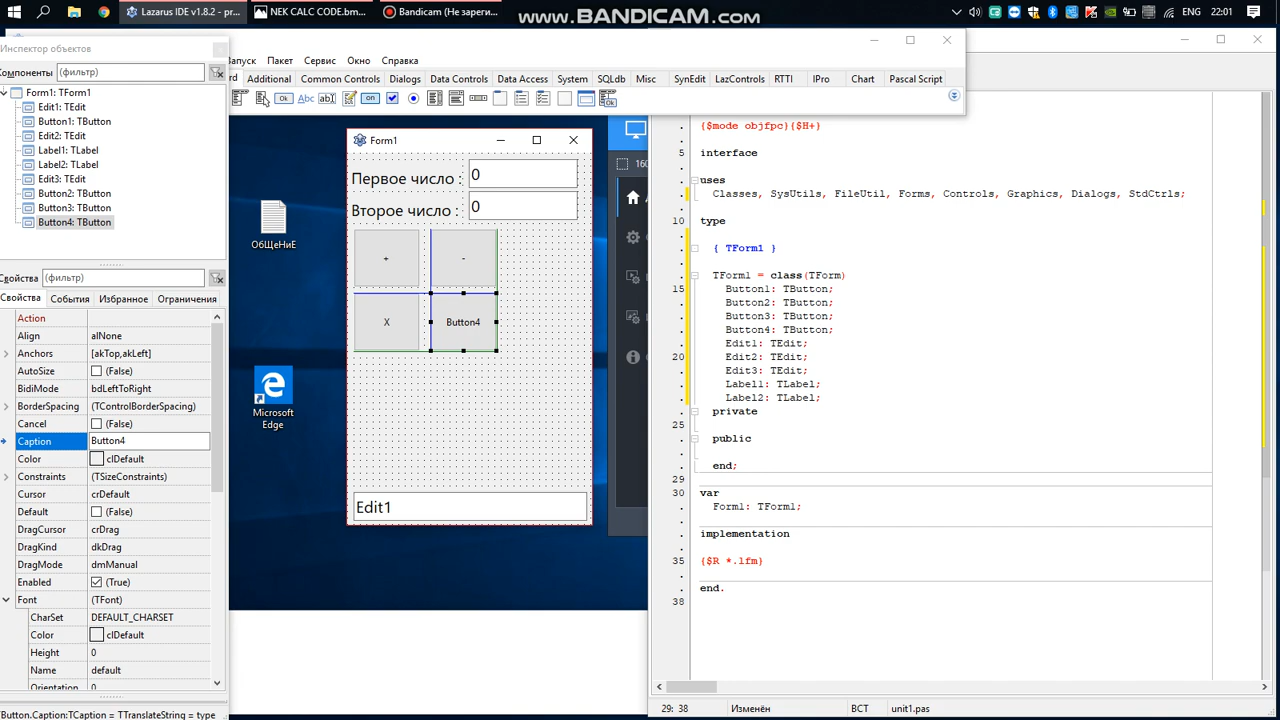 Lazarus IDE v1.8.2 - pr...
NEK CALC CODE.bm...
Bandicam (Не зареги...
www.BANDICAM.com
ENG
22:01
Инспектор объектов
Компоненты
(фильтр)
Form1: TForm1
Edit1: TEdit
Button1: TButton
Edit2: TEdit
Label1: TLabel
Label2: TLabel
Edit3: TEdit
Button2: TButton
Button3: TButton
Button4: TButton
Свойства
(фильтр)
Свойства События Избранное Ограничения
Action
Align alNone
Anchors [akTop,akLeft]
AutoSize (False)
BidiMode bdLeftToRight
BorderSpacing (TControlBorderSpacing)
Cancel (False)
Caption Button4
Color clDefault
Constraints (TSizeConstraints)
Cursor crDefault
Default (False)
DragCursor crDrag
DragKind dkDrag
DragMode dmManual
Enabled (True)
Font (TFont)
CharSet DEFAULT_CHARSET
Color clDefault
Height 0
Name default
Orientation 0
TButton.Caption:TCaption = TTranslateString = type
Запуск Пакет Сервис Окно Справка
rd Additional Common Controls Dialogs Data Controls Data Access System SQLdb Misc SynEdit LazControls RTTI IPro Chart Pascal Script
Ok Abc abI on Ok
ОбЩеНиЕ
Microsoft
Edge
Form1
Первое число : 0
Второе число : 0
+ -
X Button4
Edit1
160
{$mode objfpc}{$H+}
5 interface
uses
Classes, SysUtils, FileUtil, Forms, Controls, Graphics, Dialogs, StdCtrls;
10 type
{ TForm1 }
TForm1 = class(TForm)
15 Button1: TButton;
Button2: TButton;
Button3: TButton;
Button4: TButton;
Edit1: TEdit;
20 Edit2: TEdit;
Edit3: TEdit;
Label1: TLabel;
Label2: TLabel;
private
25
public
end;
29
30 var
Form1: TForm1;
implementation
35 {$R *.lfm}
end.
38
29: 38 Изменён ВСТ unit1.pas